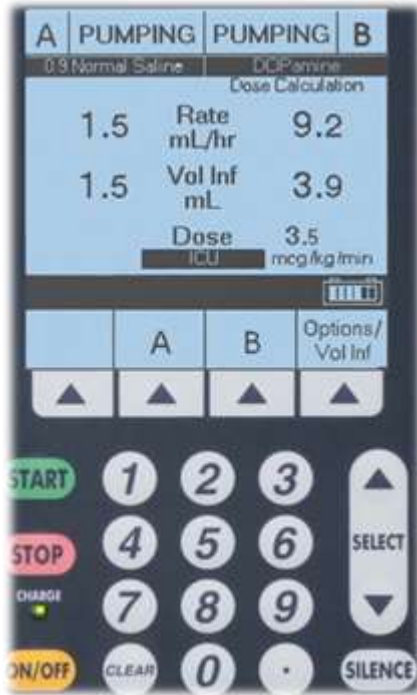 A PUMPING PUMPING B
0.9 Normal Saline DOPamine
Dose Calculation
1.5 Rate mL/hr 9.2
1.5 Vol Inf mL 3.9
Dose 3.5
ICU mcg/kg/min
A B Options/
Vol Inf
START 1 2 3
STOP 4 5 6 SELECT
CHARGE
7 8 9
ON/OFF CLEAR 0 . SILENCE